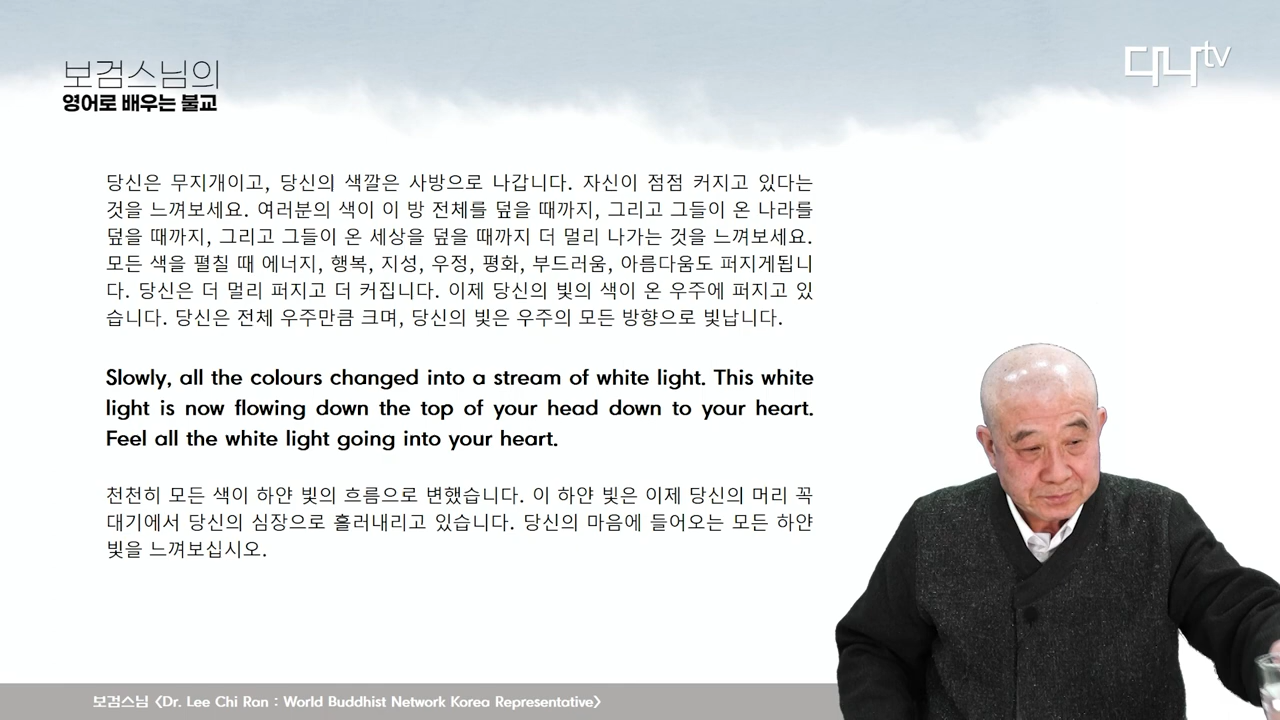 보검스님의
영어로 배우는 불교
다나tv
당신은 무지개이고, 당신의 색깔은 사방으로 나갑니다. 자신이 점점 커지고 있다는
것을 느껴보세요. 여러분의 색이 이 방 전체를 덮을 때까지, 그리고 그들이 온 나라를
덮을 때까지, 그리고 그들이 온 세상을 덮을 때까지 더 멀리 나가는 것을 느껴보세요.
모든 색을 펼칠 때 에너지, 행복, 지성, 우정, 평화, 부드러움, 아름다움도 퍼지게됩니
다. 당신은 더 멀리 퍼지고 더 커집니다. 이제 당신의 빛의 색이 온 우주에 퍼지고 있
습니다. 당신은 전체 우주만큼 크며, 당신의 빛은 우주의 모든 방향으로 빛납니다.
Slowly, all the colours changed into a stream of white light. This white
light is now flowing down the top of your head down to your heart.
Feel all the white light going into your heart.
천천히 모든 색이 하얀 빛의 흐름으로 변했습니다. 이 하얀 빛은 이제 당신의 머리 꼭
대기에서 당신의 심장으로 흘러내리고 있습니다. 당신의 마음에 들어오는 모든 하얀
빛을 느껴보십시오.
보검스님 <Dr. Lee Chi Ran : World Buddhist Network Korea Representative>